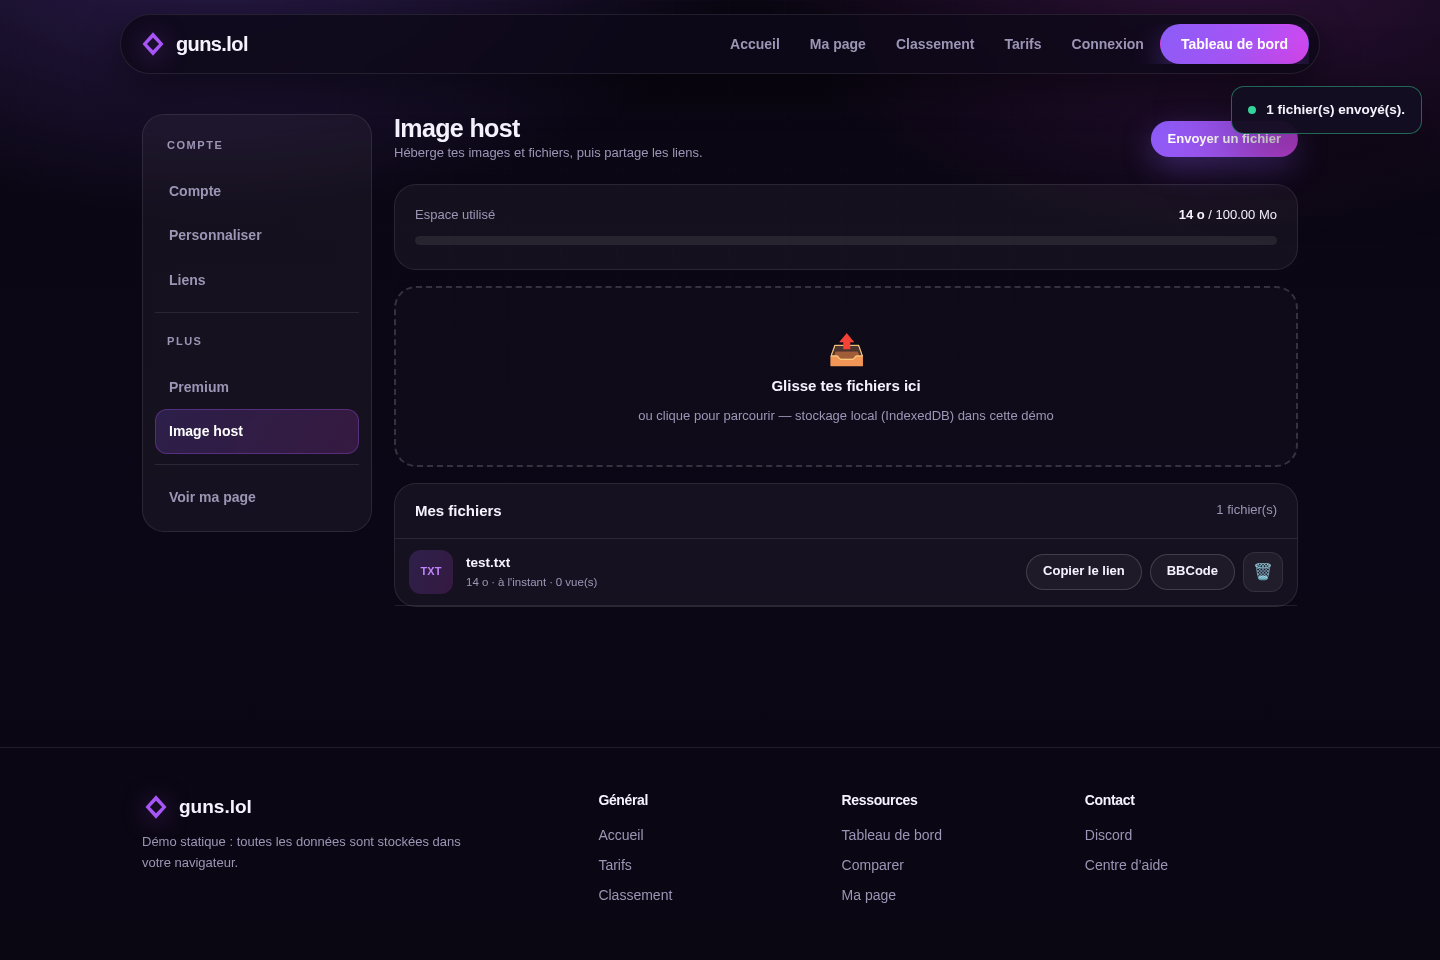 guns.lol
Accueil
Ma page
Classement
Tarifs
Connexion
Tableau de bord
1 fichier(s) envoyé(s).
COMPTE
Compte
Personnaliser
Liens
PLUS
Premium
Image host
Voir ma page
Image host
Héberge tes images et fichiers, puis partage les liens.
Envoyer un fichier
Espace utilisé
14 o / 100.00 Mo
Glisse tes fichiers ici
ou clique pour parcourir — stockage local (IndexedDB) dans cette démo
Mes fichiers
1 fichier(s)
TXT
test.txt
14 o · à l'instant · 0 vue(s)
Copier le lien
BBCode
guns.lol
Démo statique : toutes les données sont stockées dans
votre navigateur.
Général
Accueil
Tarifs
Classement
Ressources
Tableau de bord
Comparer
Ma page
Contact
Discord
Centre d’aide